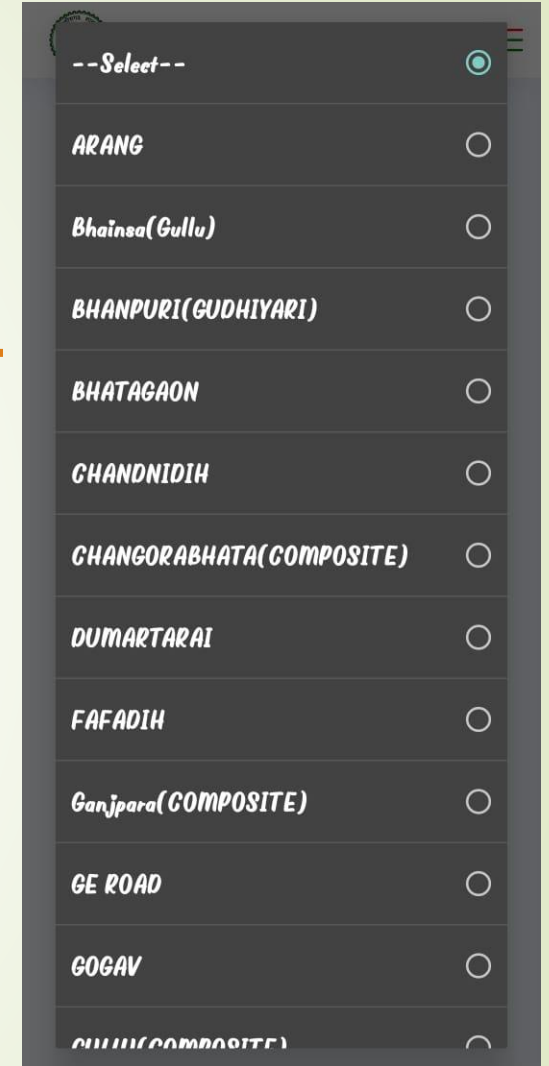 --Select--
ARANG
Bhainsa(Gullu)
BHANPURI(GUDHIYARI)
BHATAGAON
CHANDNIDIH
CHANGORABHATA(COMPOSITE)
DUMARTARAI
FAFADIH
Ganjpara(COMPOSITE)
GE ROAD
GOGAV